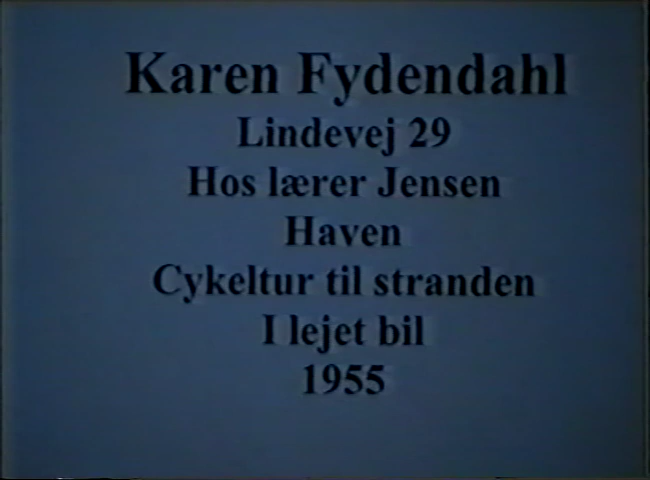 Karen Fydendahl
Lindevej 29
Hos lærer Jensen
Haven
Cykeltur til stranden
I lejet bil
1955